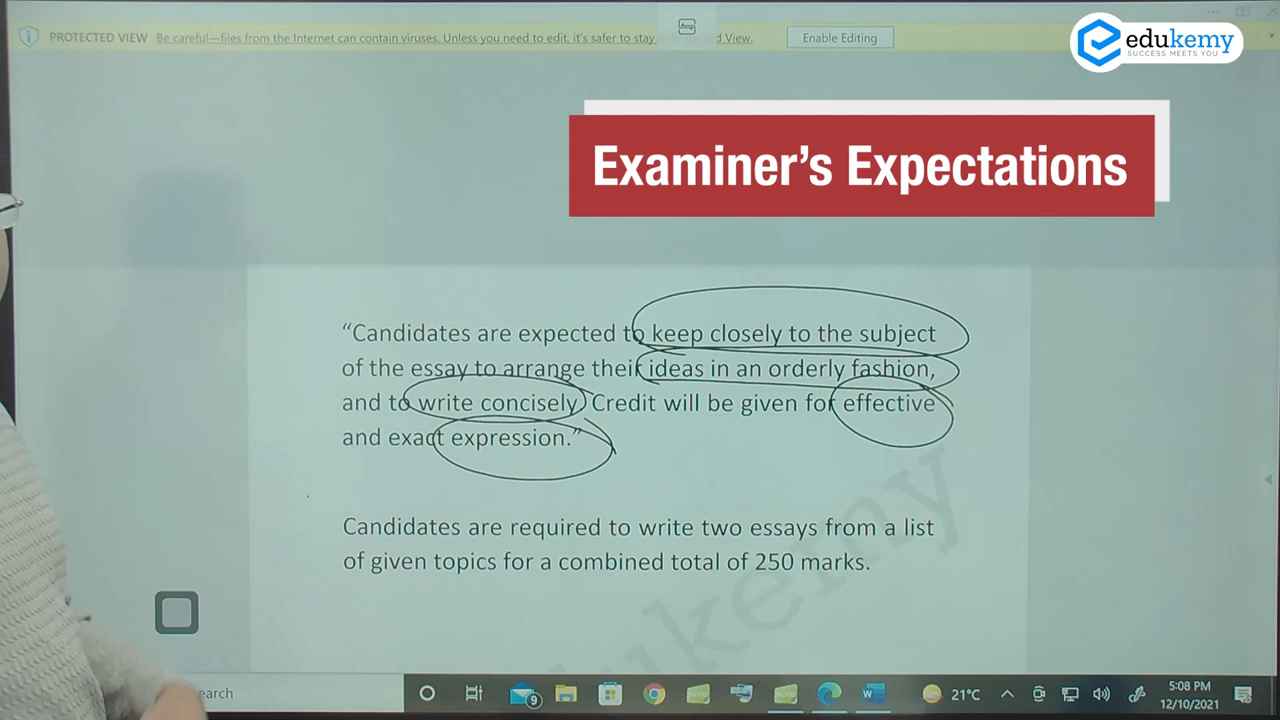 PROTECTED VIEW Be careful—files from the Internet can contain viruses. Unless you need to edit, it's safer to stay d View. Enable Editing
edukemy
SUCCESS MEETS YOU
Examiner's Expectations
“Candidates are expected to keep closely to the subject
of the essay to arrange their ideas in an orderly fashion,
and to write concisely. Credit will be given for effective
and exact expression.”
Candidates are required to write two essays from a list
of given topics for a combined total of 250 marks.
ukemy
earch
9
21°C
5:08 PM
12/10/2021